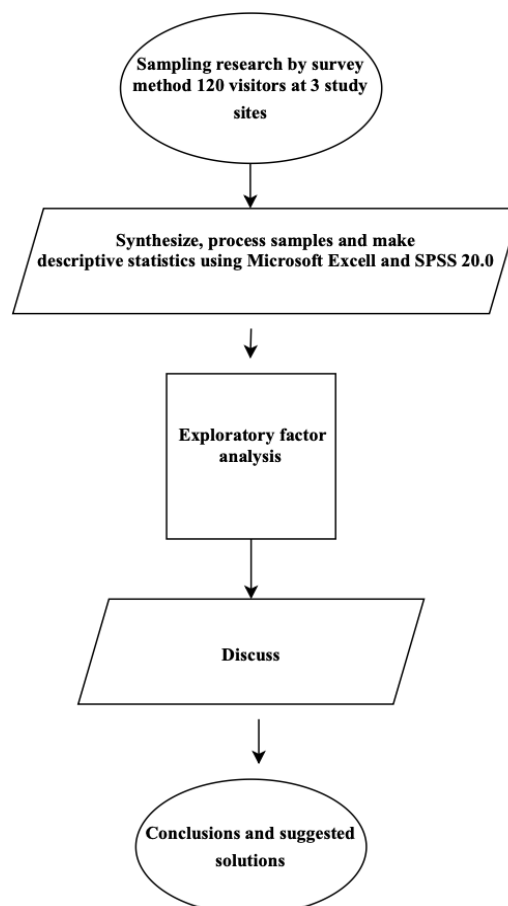 Sampling research by survey
method 120 visitors at 3 study
sites
Synthesize, process samples and make
descriptive statistics using Microsoft Excell and SPSS 20.0
Exploratory factor
analysis
Discuss
Conclusions and suggested
solutions